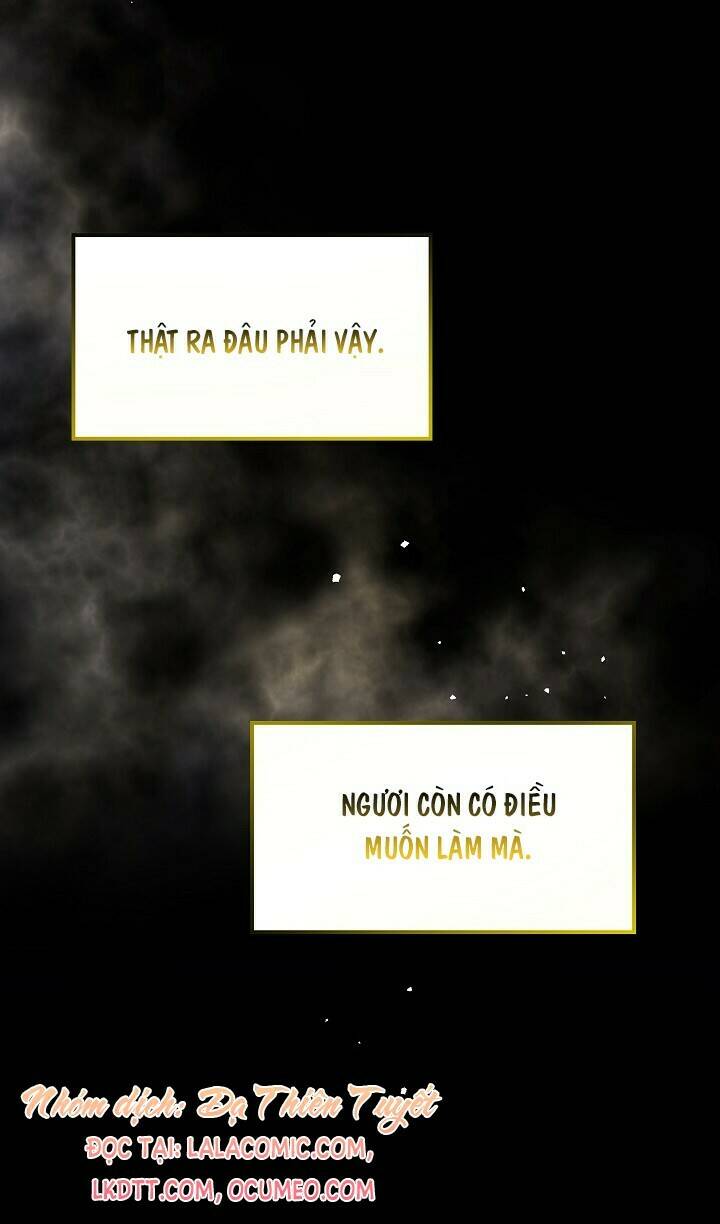 THẬT RA ĐÂU PHẢI VẬY.
NGƯƠI CÒN CÓ ĐIỀU
MUỐN LÀM MÀ.
Nhóm dịch: Dạ Thiên Tuyết
ĐỌC TẠI: LALACOMIC.COM,
LKDTT.COM, OCUMEO.COM